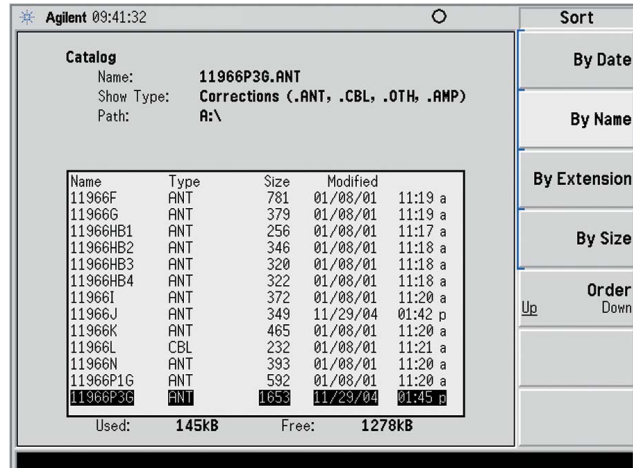 Agilent 09:41:32
Sort
Catalog
Name: 11966P3G.ANT
Show Type: Corrections (.ANT, .CBL, .OTH, .AMP)
Path: A:\
Name Type Size Modified
11966F ANT 781 01/08/01 11:19 a
11966G ANT 379 01/08/01 11:19 a
11966HB1 ANT 256 01/08/01 11:17 a
11966HB2 ANT 346 01/08/01 11:18 a
11966HB3 ANT 320 01/08/01 11:18 a
11966HB4 ANT 322 01/08/01 11:18 a
11966I ANT 372 01/08/01 11:20 a
11966J ANT 349 11/29/04 01:42 p
11966K ANT 465 01/08/01 11:20 a
11966L CBL 232 01/08/01 11:21 a
11966N ANT 393 01/08/01 11:20 a
11966P1G ANT 592 01/08/01 11:20 a
11966P3G ANT 1653 11/29/04 01:45 p
Used: 145kB Free: 1278kB
By Date
By Name
By Extension
By Size
Order
Up Down